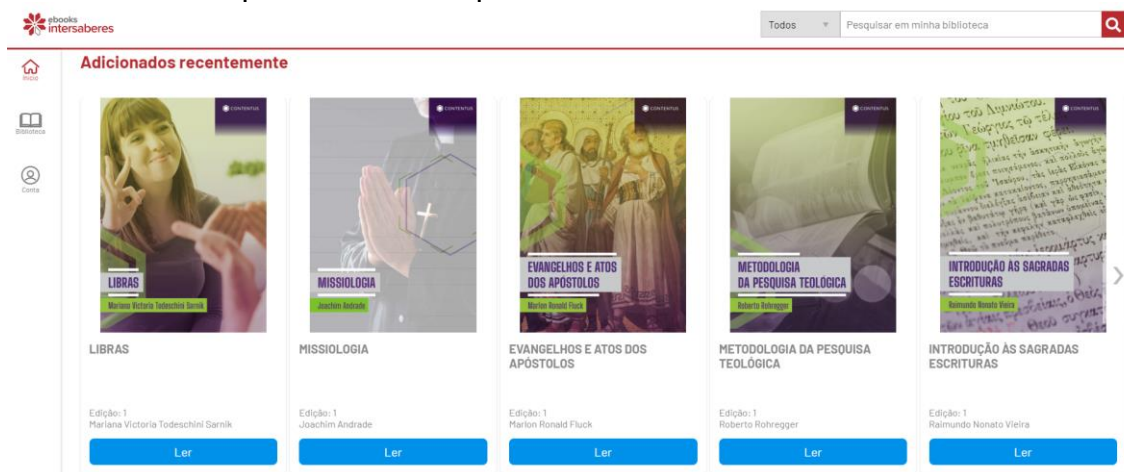 ebooks
intersaberes
Todos
Pesquisar em minha biblioteca
Início
Biblioteca
Conta
Adicionados recentemente
CONTENTUS
LIBRAS
Mariana Victoria Todeschini Sarnik
CONTENTUS
MISSIOLOGIA
Joachim Andrade
CONTENTUS
EVANGELHOS E ATOS
DOS APÓSTOLOS
Marlon Ronald Fluck
CONTENTUS
METODOLOGIA
DA PESQUISA TEOLÓGICA
Roberto Rohregger
CONTENTUS
INTRODUÇÃO ÀS SAGRADAS
ESCRITURAS
Raimundo Nonato Vieira
LIBRAS
Edição: 1
Mariana Victoria Todeschini Sarnik
Ler
MISSIOLOGIA
Edição: 1
Joachim Andrade
Ler
EVANGELHOS E ATOS DOS
APÓSTOLOS
Edição: 1
Marlon Ronald Fluck
Ler
METODOLOGIA DA PESQUISA
TEOLÓGICA
Edição: 1
Roberto Rohregger
Ler
INTRODUÇÃO ÀS SAGRADAS
ESCRITURAS
Edição: 1
Raimundo Nonato Vieira
Ler